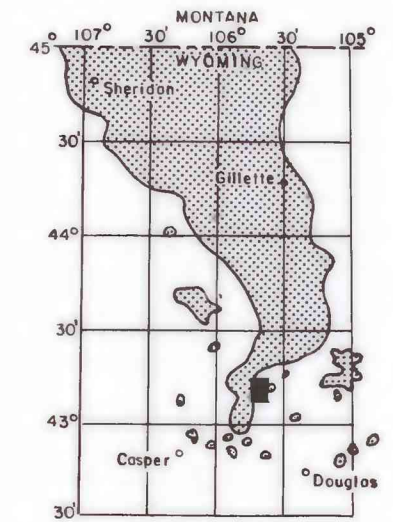 MONTANA
45° 107° 30' 106° 30' 105°
WYOMING
Sheridan
30'
Gillette
44°
30'
43°
Casper
Douglas
30'